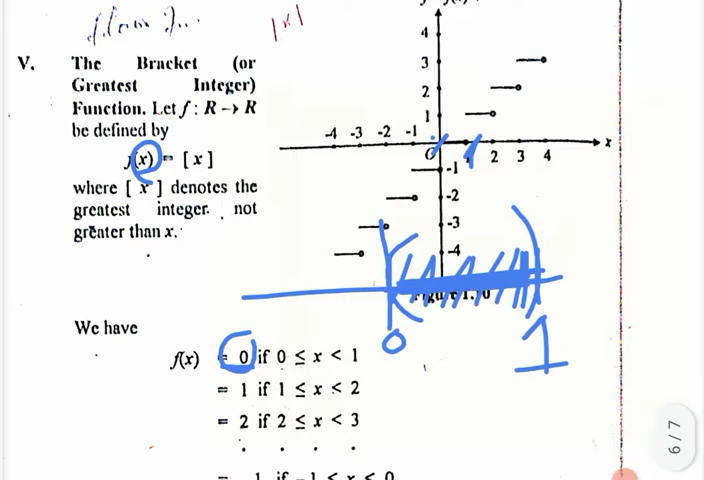 |x|
V. The Bracket (or
Greatest Integer)
Function. Let f : R → R
be defined by
f(x) = [ x ]
where [ x ] denotes the
greatest integer. not
greater than x.
4
3
2
1
-4 -3 -2 -1 O 1 2 3 4 x
-1
-2
-3
-4
0 1
We have
f(x) = 0 if 0 ≤ x < 1
= 1 if 1 ≤ x < 2
= 2 if 2 ≤ x < 3
. . . .
6/7